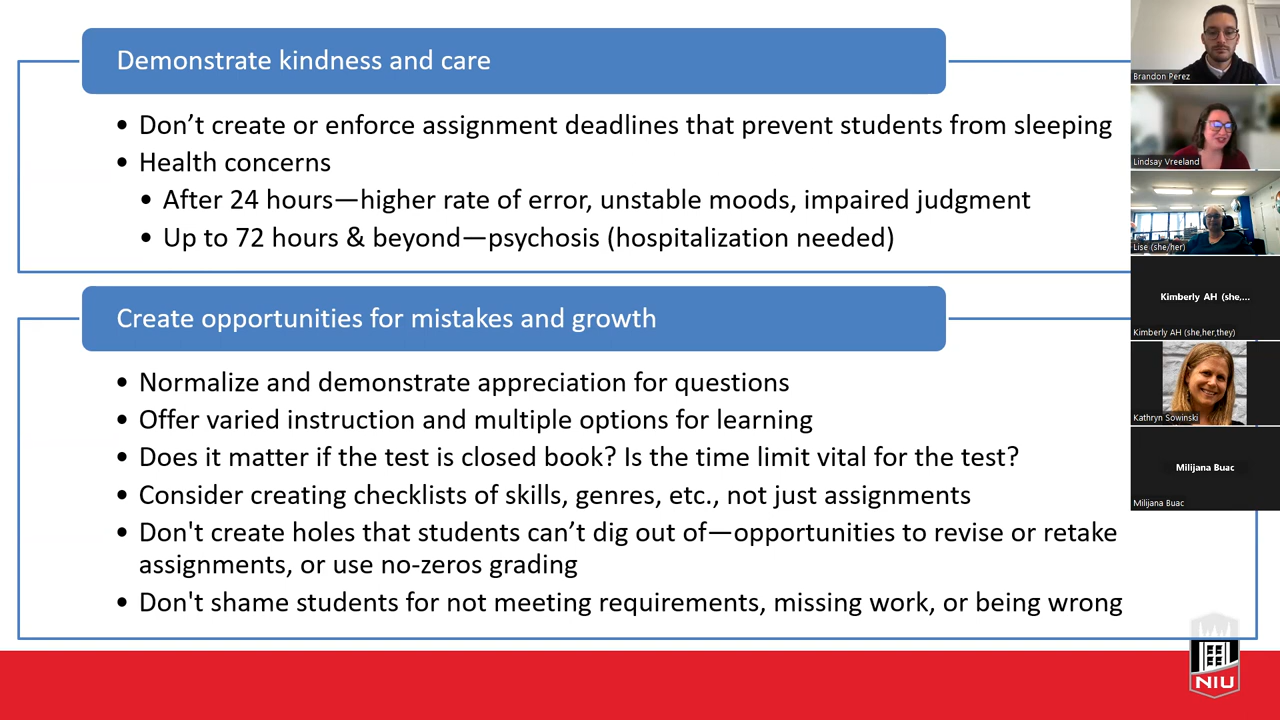 Demonstrate kindness and care
• Don’t create or enforce assignment deadlines that prevent students from sleeping
• Health concerns
• After 24 hours—higher rate of error, unstable moods, impaired judgment
• Up to 72 hours & beyond—psychosis (hospitalization needed)
Create opportunities for mistakes and growth
• Normalize and demonstrate appreciation for questions
• Offer varied instruction and multiple options for learning
• Does it matter if the test is closed book? Is the time limit vital for the test?
• Consider creating checklists of skills, genres, etc., not just assignments
• Don't create holes that students can’t dig out of—opportunities to revise or retake
assignments, or use no-zeros grading
• Don't shame students for not meeting requirements, missing work, or being wrong
Brandon Perez
Lindsay Vreeland
Lise (she/her)
Kimberly AH (she,...
Kimberly AH (she,her,they)
Kathryn Sowinski
Milijana Buac
Milijana Buac
NIU